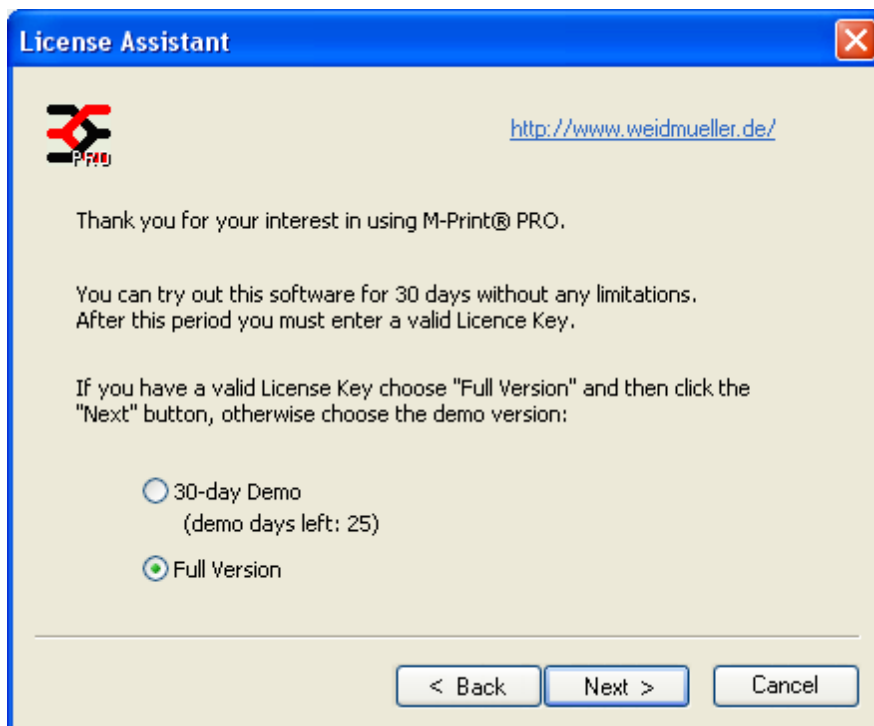 License Assistant
PRO
http://www.weidmueller.de/
Thank you for your interest in using M-Print® PRO.
You can try out this software for 30 days without any limitations.
After this period you must enter a valid Licence Key.
If you have a valid License Key choose "Full Version" and then click the
"Next" button, otherwise choose the demo version:
30-day Demo
(demo days left: 25)
Full Version
< Back
Next >
Cancel